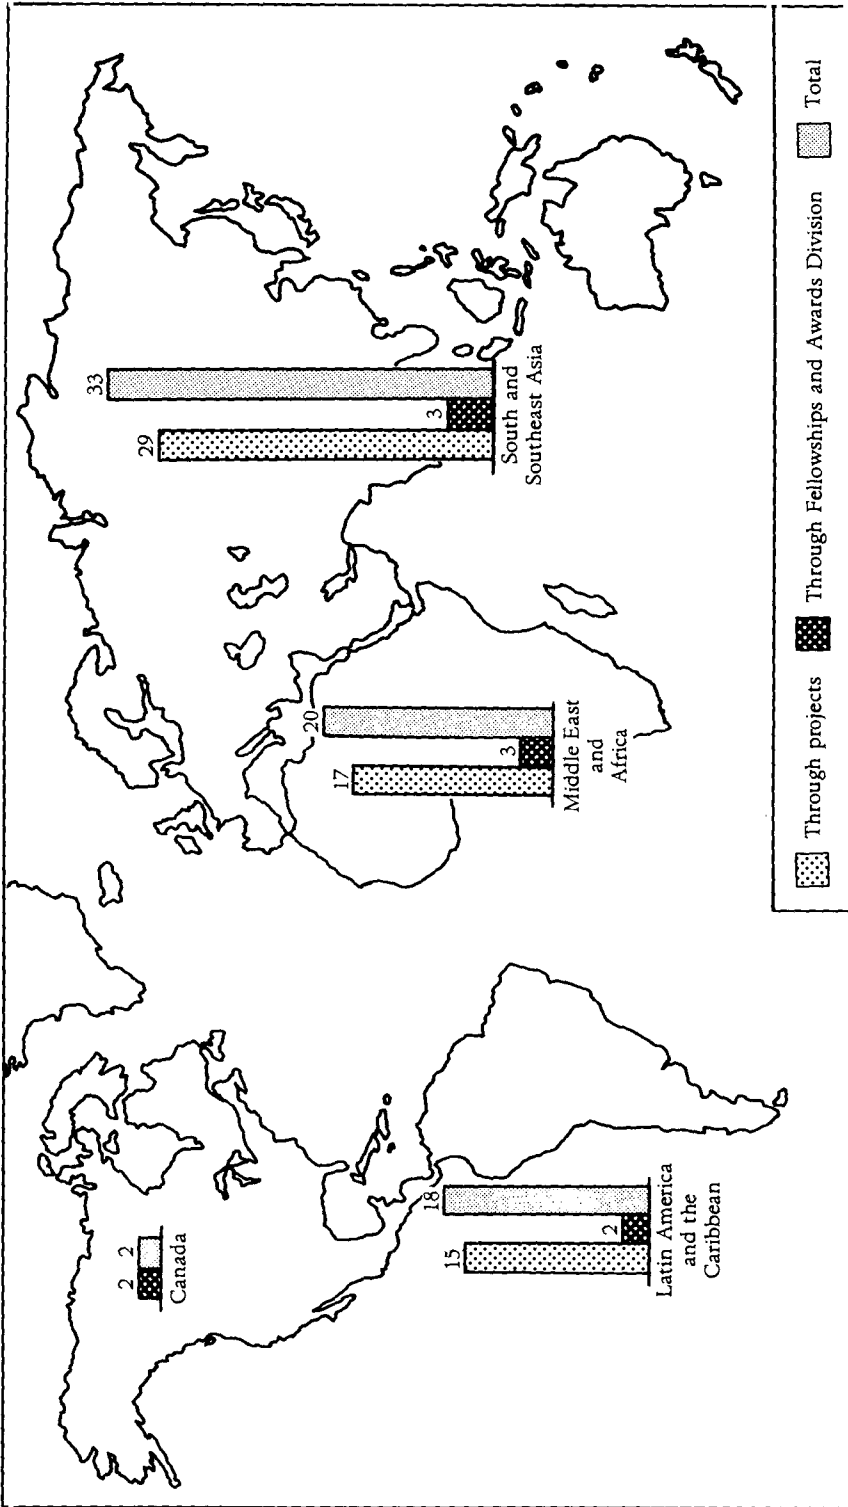 2 2
Canada
15 2 18
Latin America
and the
Caribbean
17 3 20
Middle East
and
Africa
29 3 33
South and
Southeast Asia
Through projects
Through Fellowships and Awards Division
Total